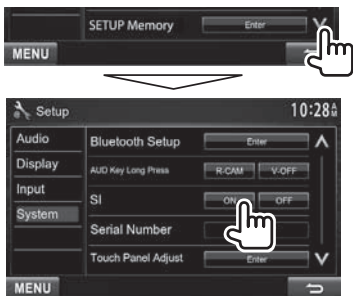 SETUP Memory Enter
MENU
Setup 10:28
Audio
Display
Input
System
Bluetooth Setup Enter
AUD Key Long Press R-CAM V-OFF
SI ON OFF
Serial Number
Touch Panel Adjust Enter
MENU